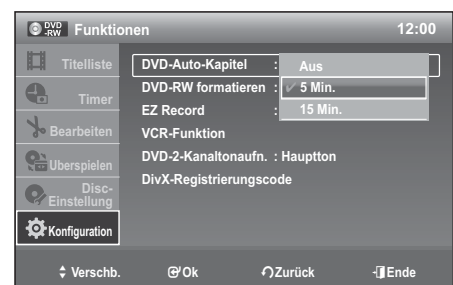 DVD -RW Funktionen 12:00
Titelliste
Timer
Bearbeiten
Uberspielen
Disc-
Einstellung
Konfiguration
DVD-Auto-Kapitel : Aus
DVD-RW formatieren : ✓ 5 Min.
EZ Record : 15 Min.
VCR-Funktion
DVD-2-Kanaltonaufn. : Hauptton
DivX-Registrierungscode
Verschb. Ok Zurück Ende